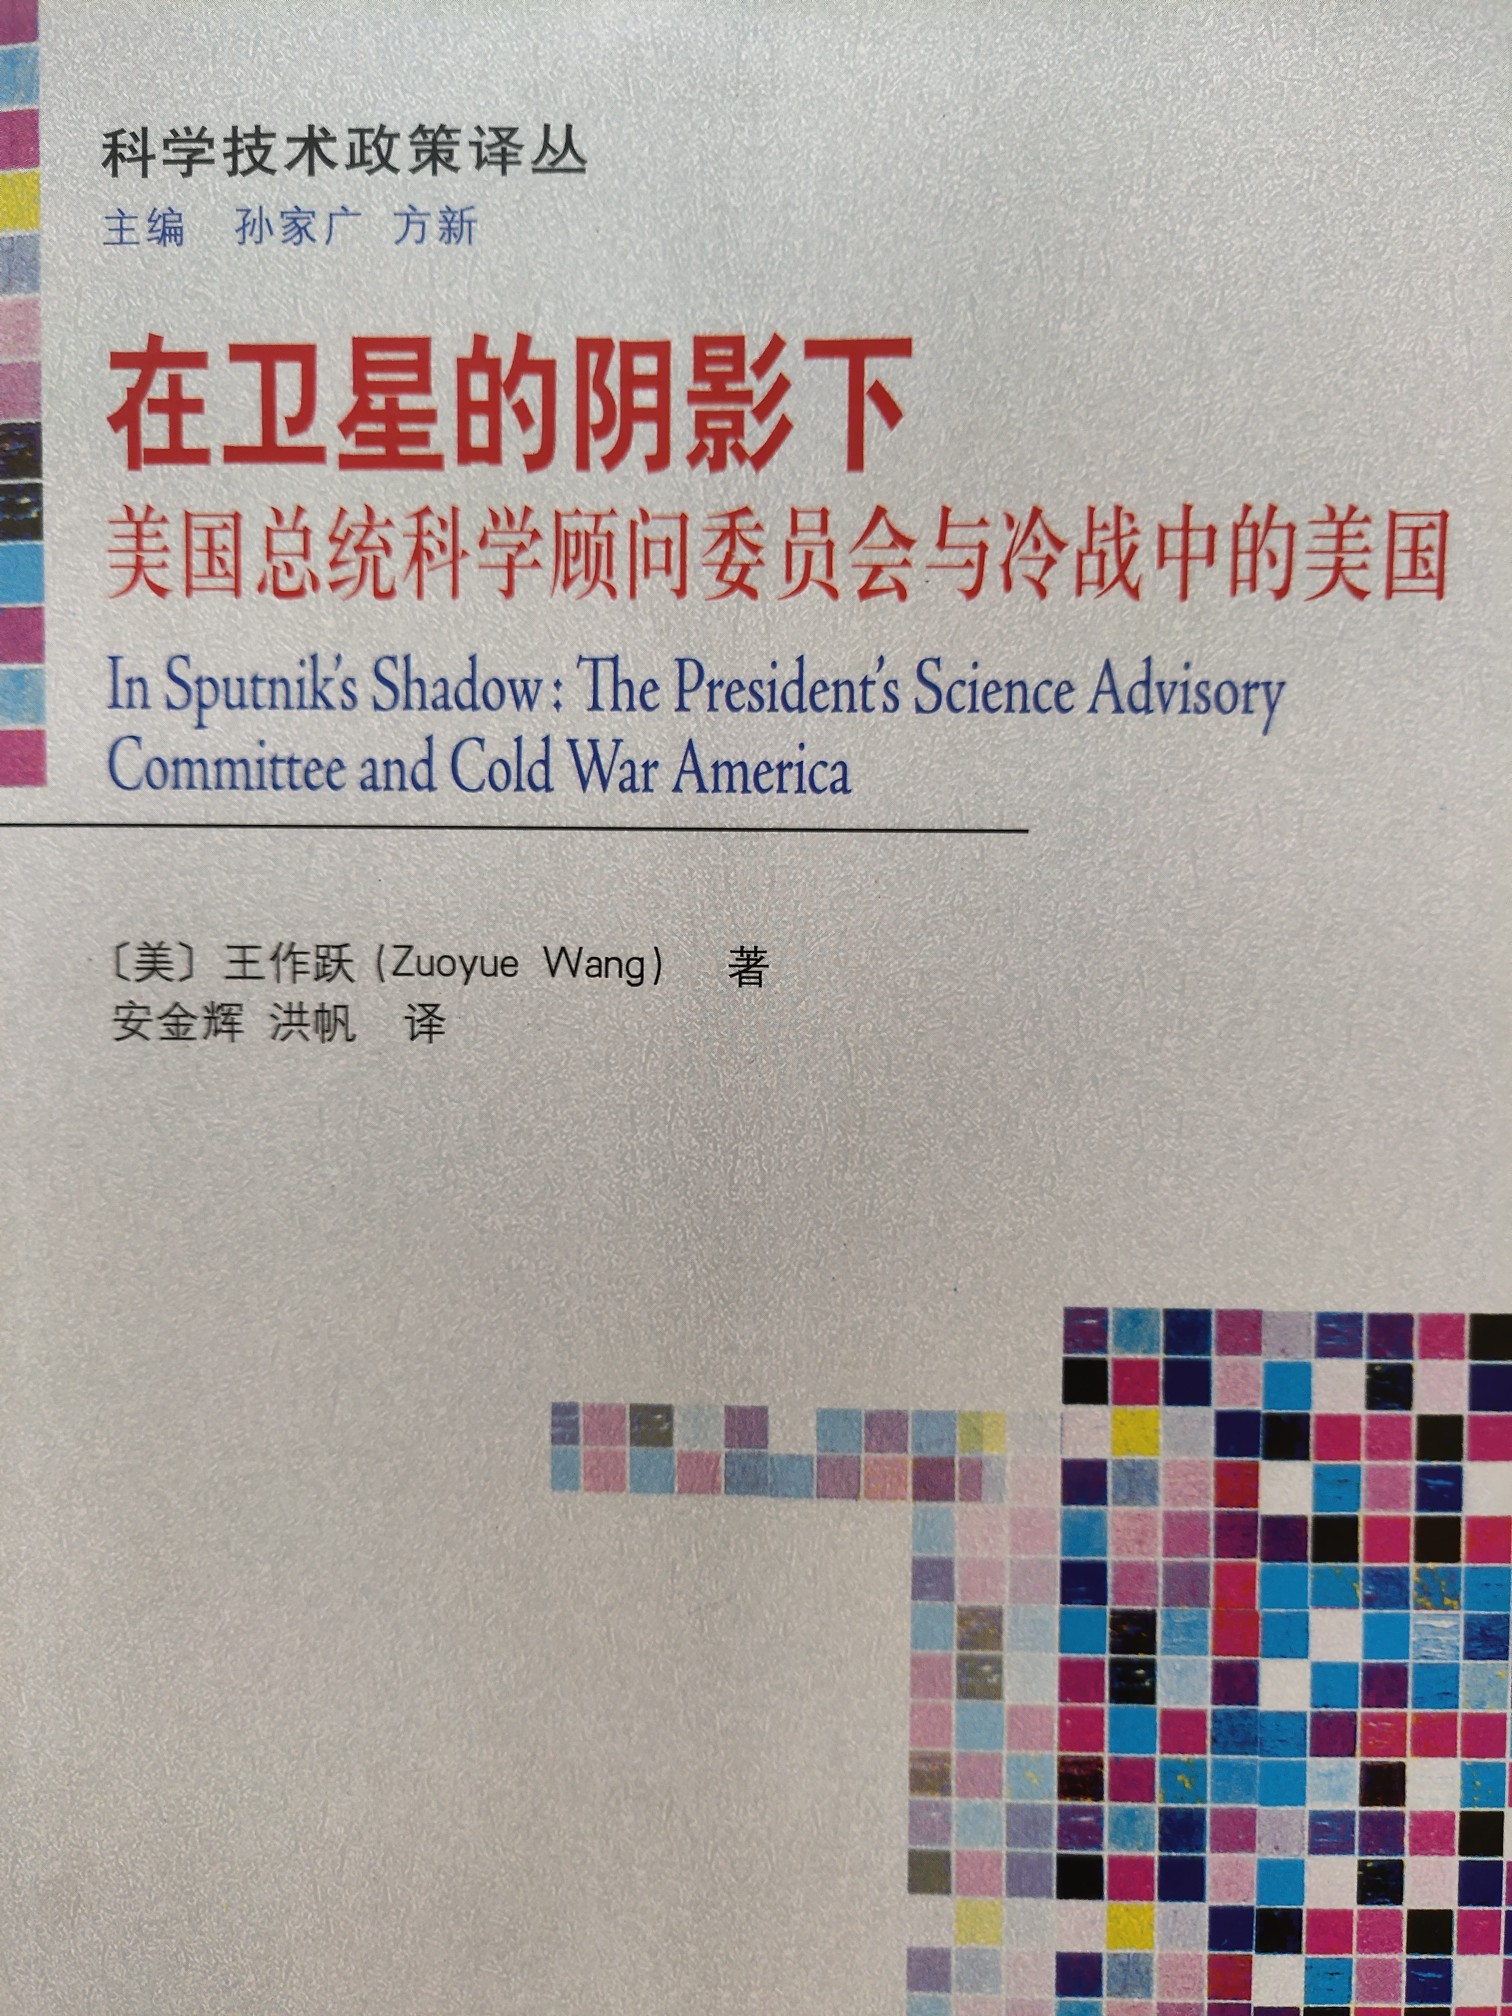 科学技术政策译丛
主编 孙家广 方新
在卫星的阴影下
美国总统科学顾问委员会与冷战中的美国
In Sputnik's Shadow: The President's Science Advisory
Committee and Cold War America
〔美〕王作跃 (Zuoyue Wang) 著
安金辉 洪帆 译